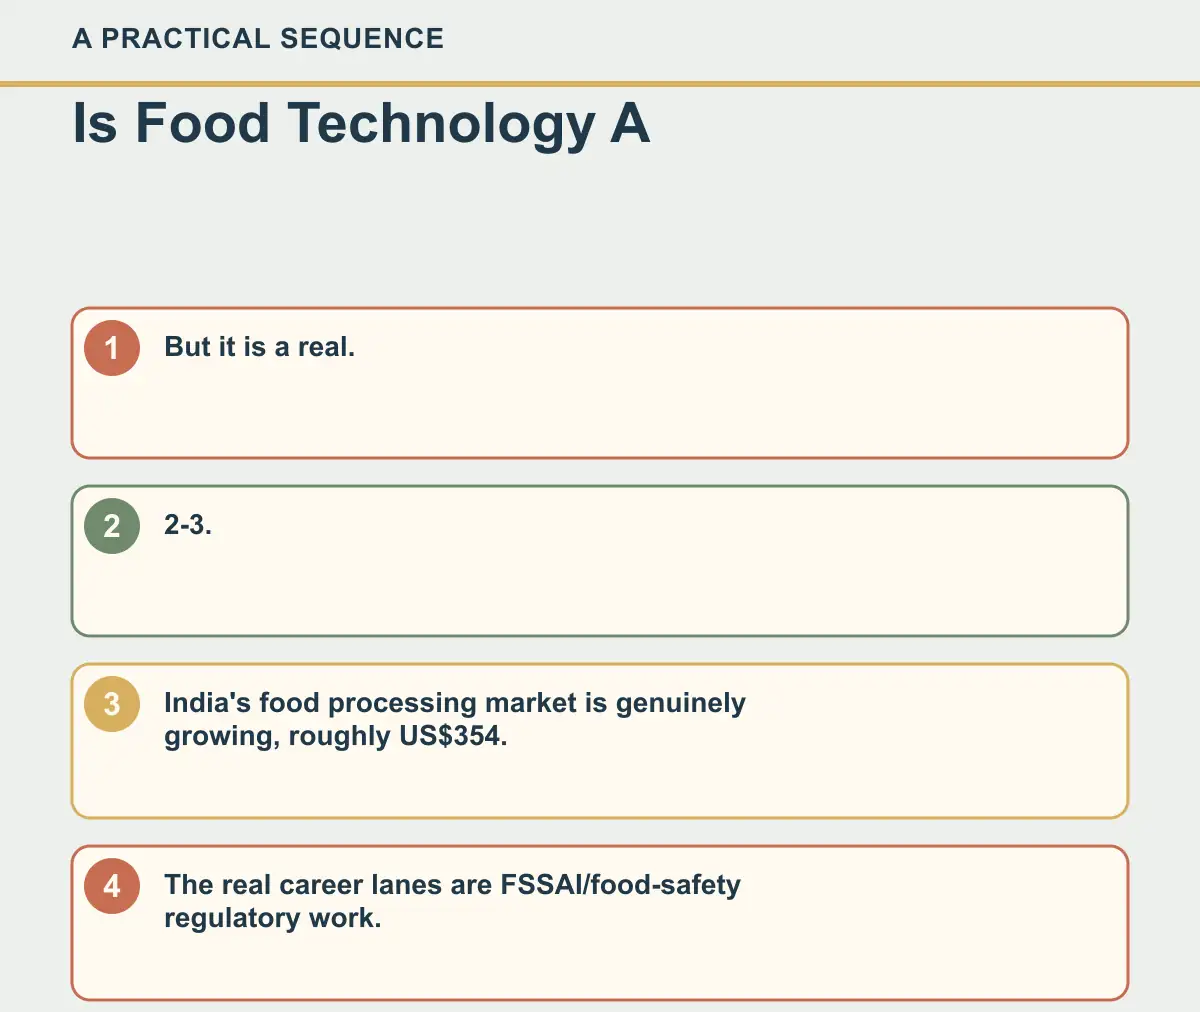 A PRACTICAL SEQUENCE
Is Food Technology A
1
But it is a real.
2
2-3.
3
India's food processing market is genuinely
growing, roughly US$354.
4
The real career lanes are FSSAI/food-safety
regulatory work.